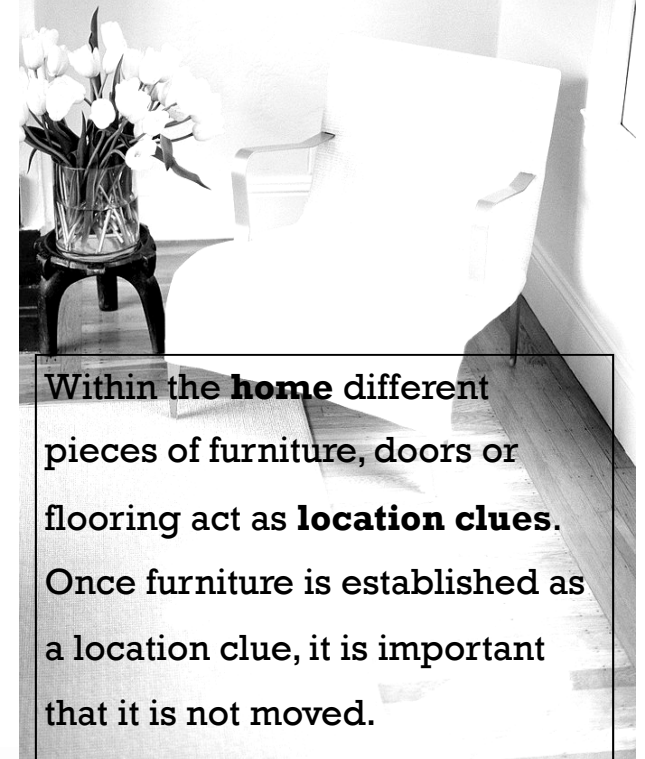 Within the home different
pieces of furniture, doors or
flooring act as location clues.
Once furniture is established as
a location clue, it is important
that it is not moved.